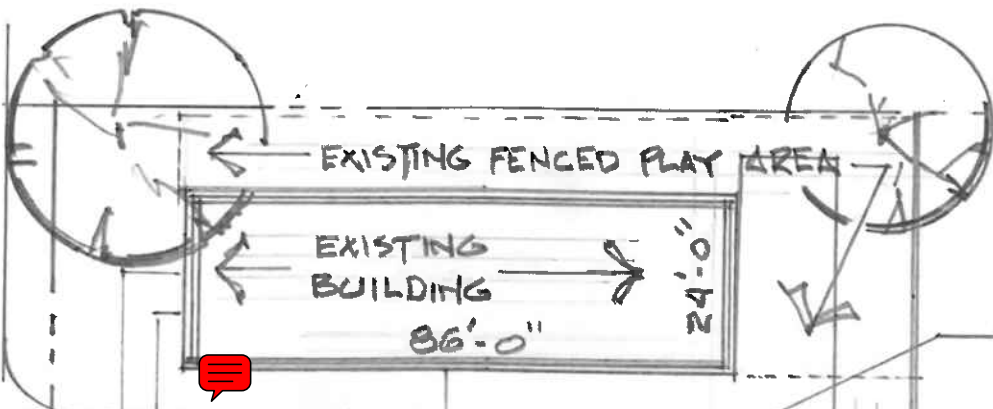 EXISTING FENCED PLAY AREA
EXISTING
BUILDING
86'-0"
24'-0"